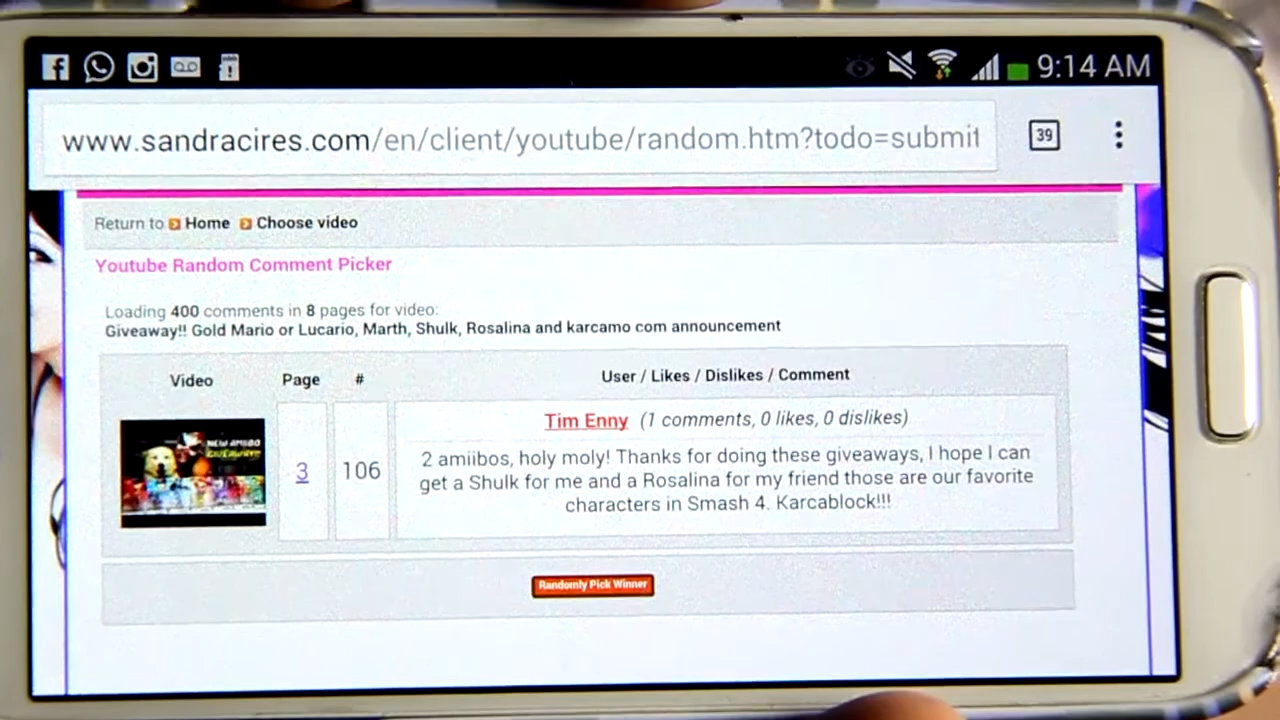 9:14 AM
www.sandracires.com/en/client/youtube/random.htm?todo=submit
39
Return to Home Choose video
Youtube Random Comment Picker
Loading 400 comments in 8 pages for video:
Giveaway!! Gold Mario or Lucario, Marth, Shulk, Rosalina and karcamo com announcement
Video Page # User / Likes / Dislikes / Comment
NEW AMIIBO
GIVEAWAY
Tim Enny (1 comments, 0 likes, 0 dislikes)
3 106
2 amiibos, holy moly! Thanks for doing these giveaways, I hope I can
get a Shulk for me and a Rosalina for my friend those are our favorite
characters in Smash 4. Karcablock!!!
Randomly Pick Winner